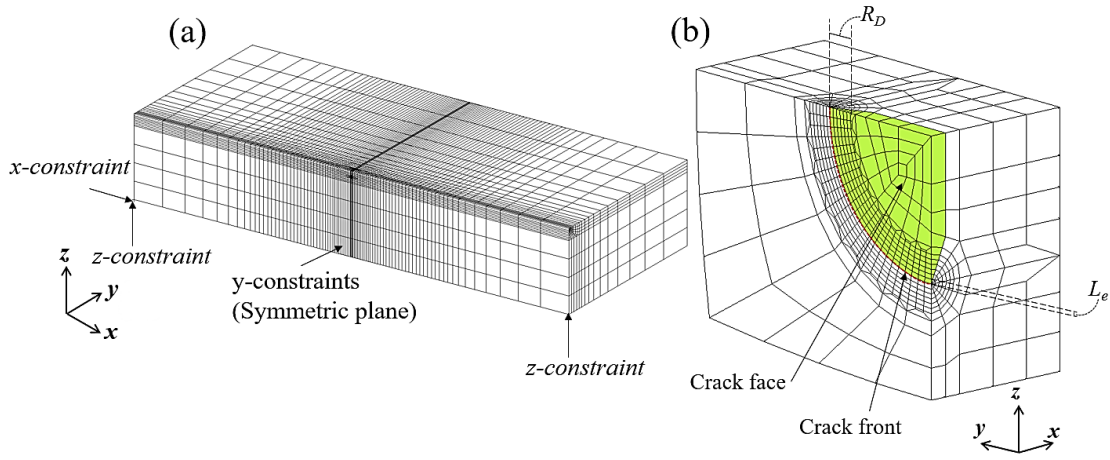 (a)
x-constraint
z-constraint
y-constraints
(Symmetric plane)
z-constraint
z
y
x
(b)
R_D
L_e
Crack face
Crack front
z
y
x